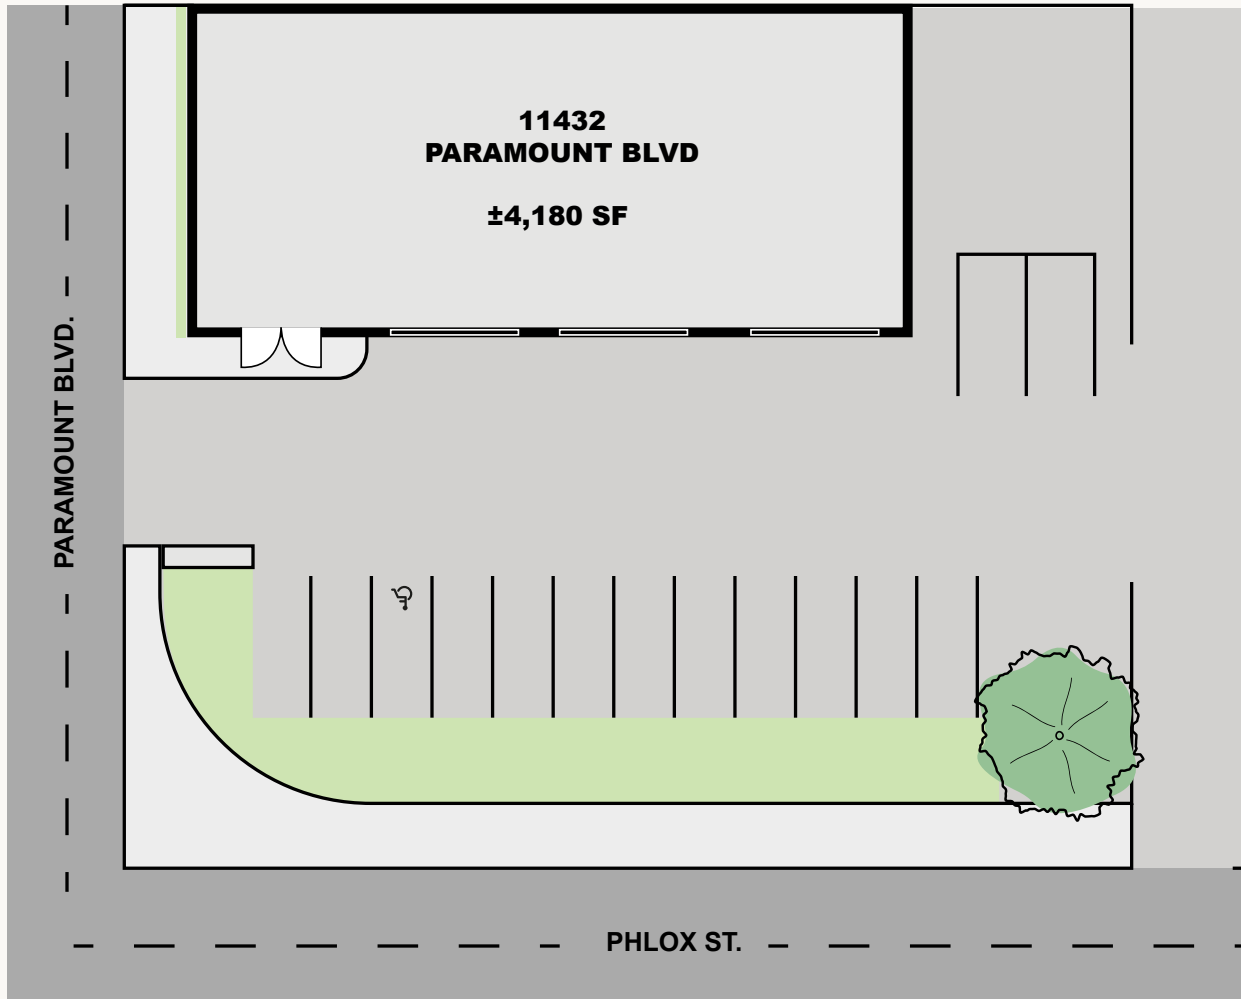 11432
PARAMOUNT BLVD
±4,180 SF
PARAMOUNT BLVD.
PHLOX ST.